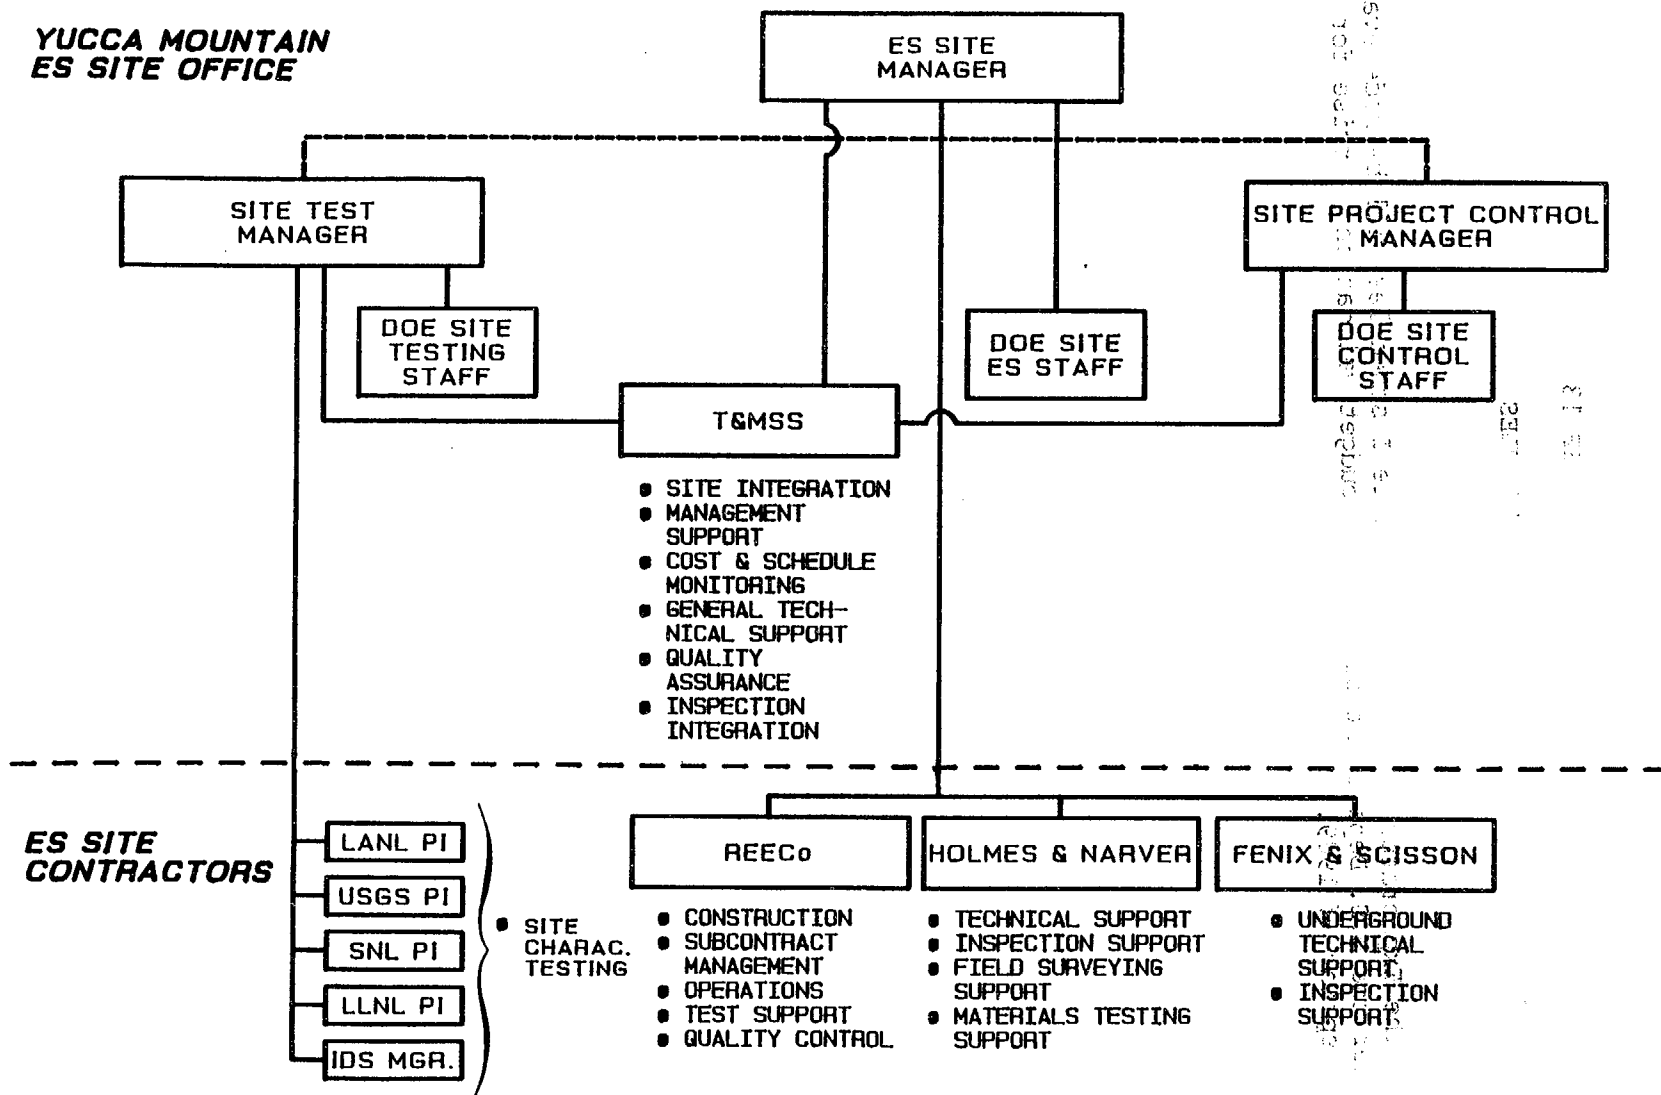 YUCCA MOUNTAIN
ES SITE OFFICE
ES SITE
MANAGER
SITE TEST
MANAGER
SITE PROJECT CONTROL
MANAGER
DOE SITE
TESTING
STAFF
DOE SITE
ES STAFF
DOE SITE
CONTROL
STAFF
T&MSS
• SITE INTEGRATION
• MANAGEMENT
SUPPORT
• COST & SCHEDULE
MONITORING
• GENERAL TECH-
NICAL SUPPORT
• QUALITY
ASSURANCE
• INSPECTION
INTEGRATION
ES SITE
CONTRACTORS
LANL PI
USGS PI
SNL PI
LLNL PI
IDS MGR.
• SITE
CHARAC.
TESTING
REECo
• CONSTRUCTION
• SUBCONTRACT
MANAGEMENT
• OPERATIONS
• TEST SUPPORT
• QUALITY CONTROL
HOLMES & NARVER
• TECHNICAL SUPPORT
• INSPECTION SUPPORT
• FIELD SURVEYING
SUPPORT
• MATERIALS TESTING
SUPPORT
FENIX & SCISSON
• UNDERGROUND
TECHNICAL
SUPPORT
• INSPECTION
SUPPORT